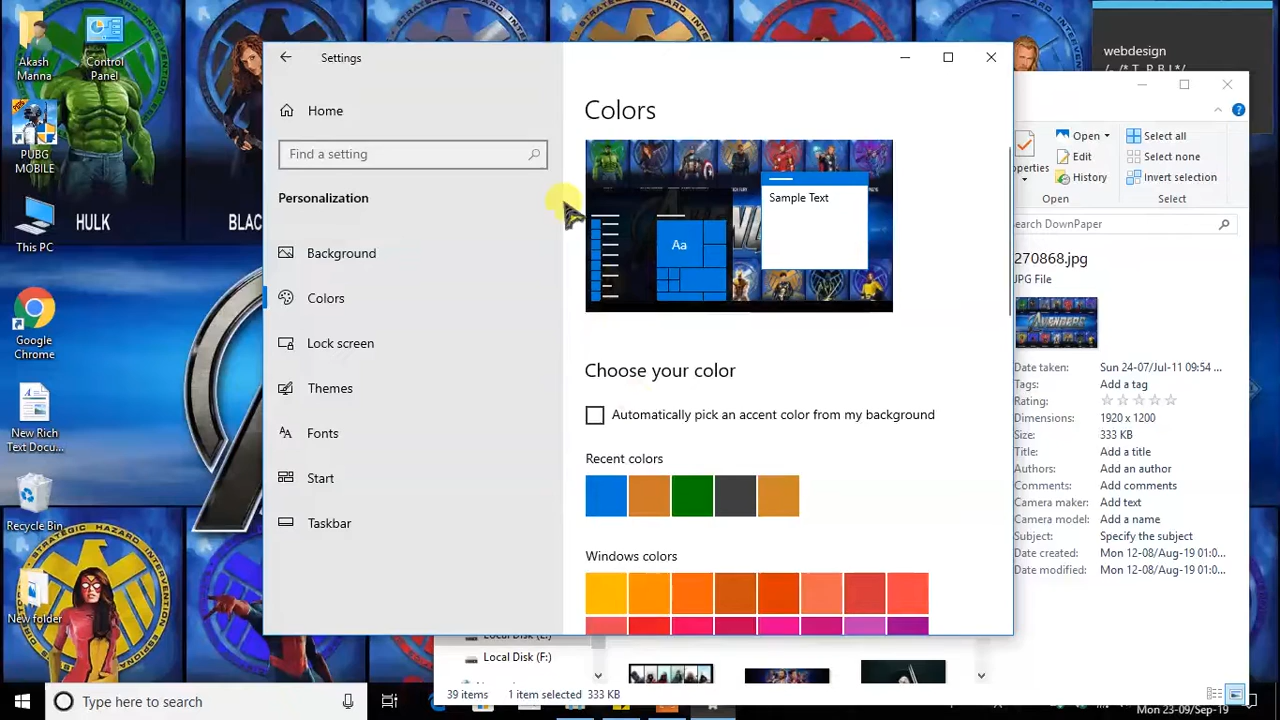 Akash
Manna
Control
Panel
PUBG
MOBILE
This PC
Google
Chrome
New Rich
Text Docu...
Recycle Bin
New folder
HULK
BLAC
STRATEGIC HAZARD
Settings
Home
Find a setting
Personalization
Background
Colors
Lock screen
Themes
Fonts
Start
Taskbar
Colors
Sample Text
Aa
Choose your color
Automatically pick an accent color from my background
Recent colors
Windows colors
webdesign
Open
Edit
History
Open
Select all
Select none
Invert selection
Select
roperties
earch DownPaper
270868.jpg
JPG File
Date taken: Sun 24-07/Jul-11 09:54 ...
Tags: Add a tag
Rating:
Dimensions: 1920 x 1200
Size: 333 KB
Title: Add a title
Authors: Add an author
Comments: Add comments
Camera maker: Add text
Camera model: Add a name
Subject: Specify the subject
Date created: Mon 12-08/Aug-19 01:0...
Date modified: Mon 12-08/Aug-19 01:0...
Local Disk (E:)
Local Disk (F:)
39 items 1 item selected 333 KB
Type here to search
Mon 23-09/Sep-19